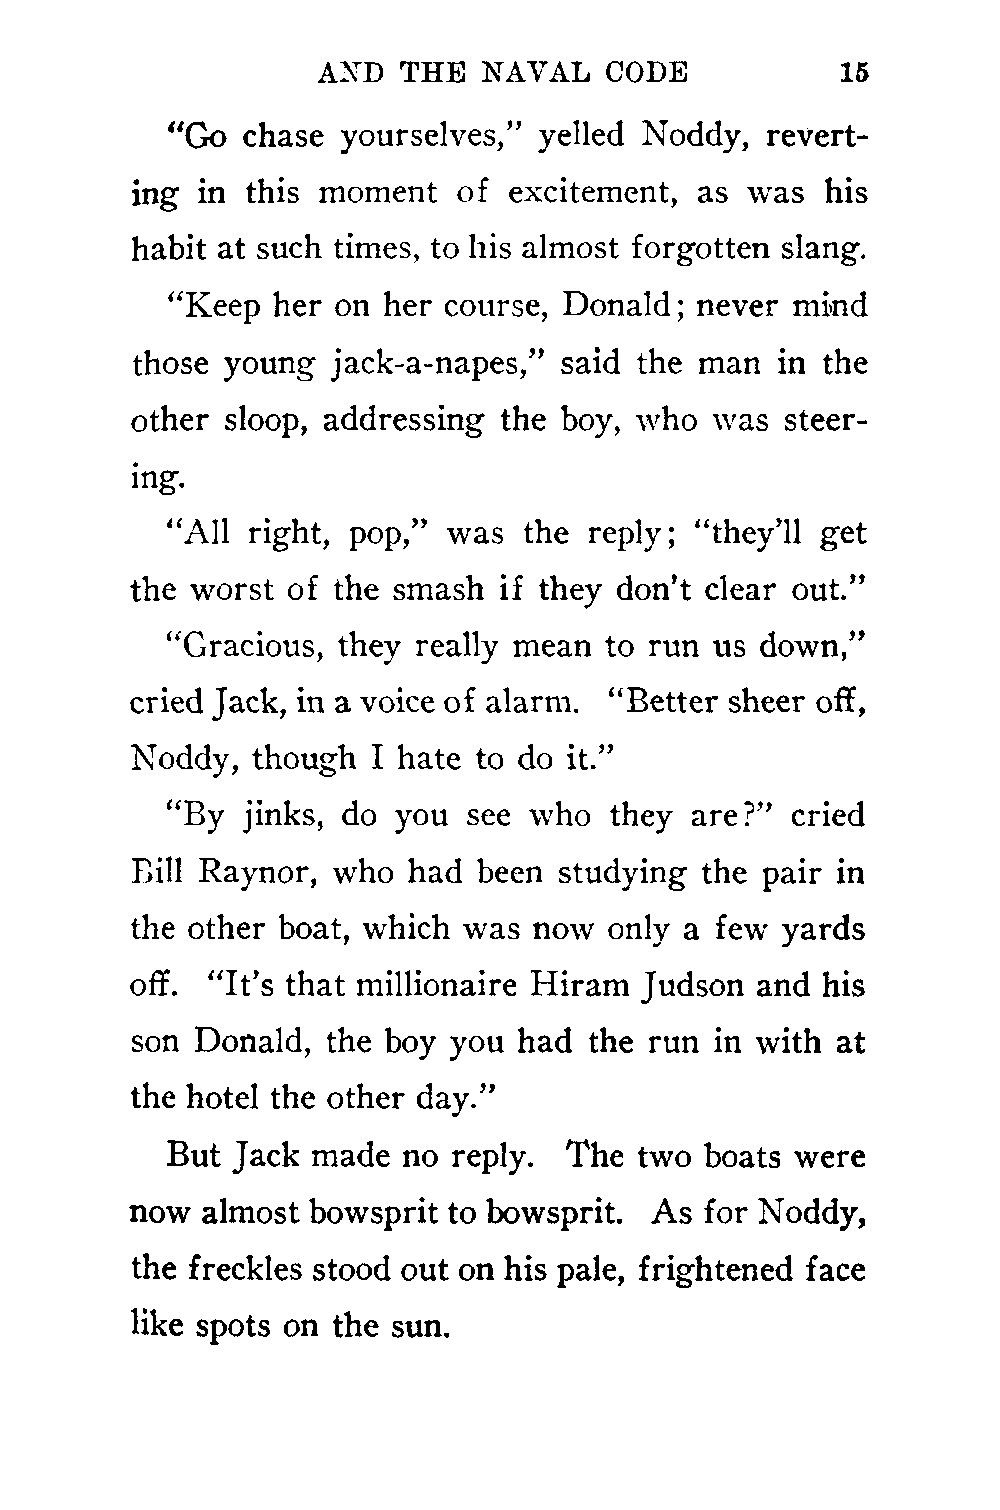 AND THE NAVAL CODE 15
"Go chase yourselves," yelled Noddy, revert-
ing in this moment of excitement, as was his
habit at such times, to his almost forgotten slang.
"Keep her on her course, Donald; never mind
those young jack-a-napes," said the man in the
other sloop, addressing the boy, who was steer-
ing.
"All right, pop," was the reply; "they'll get
the worst of the smash if they don't clear out."
"Gracious, they really mean to run us down,"
cried Jack, in a voice of alarm. "Better sheer off,
Noddy, though I hate to do it."
"By jinks, do you see who they are?" cried
Bill Raynor, who had been studying the pair in
the other boat, which was now only a few yards
off. "It's that millionaire Hiram Judson and his
son Donald, the boy you had the run in with at
the hotel the other day."
But Jack made no reply. The two boats were
now almost bowsprit to bowsprit. As for Noddy,
the freckles stood out on his pale, frightened face
like spots on the sun.